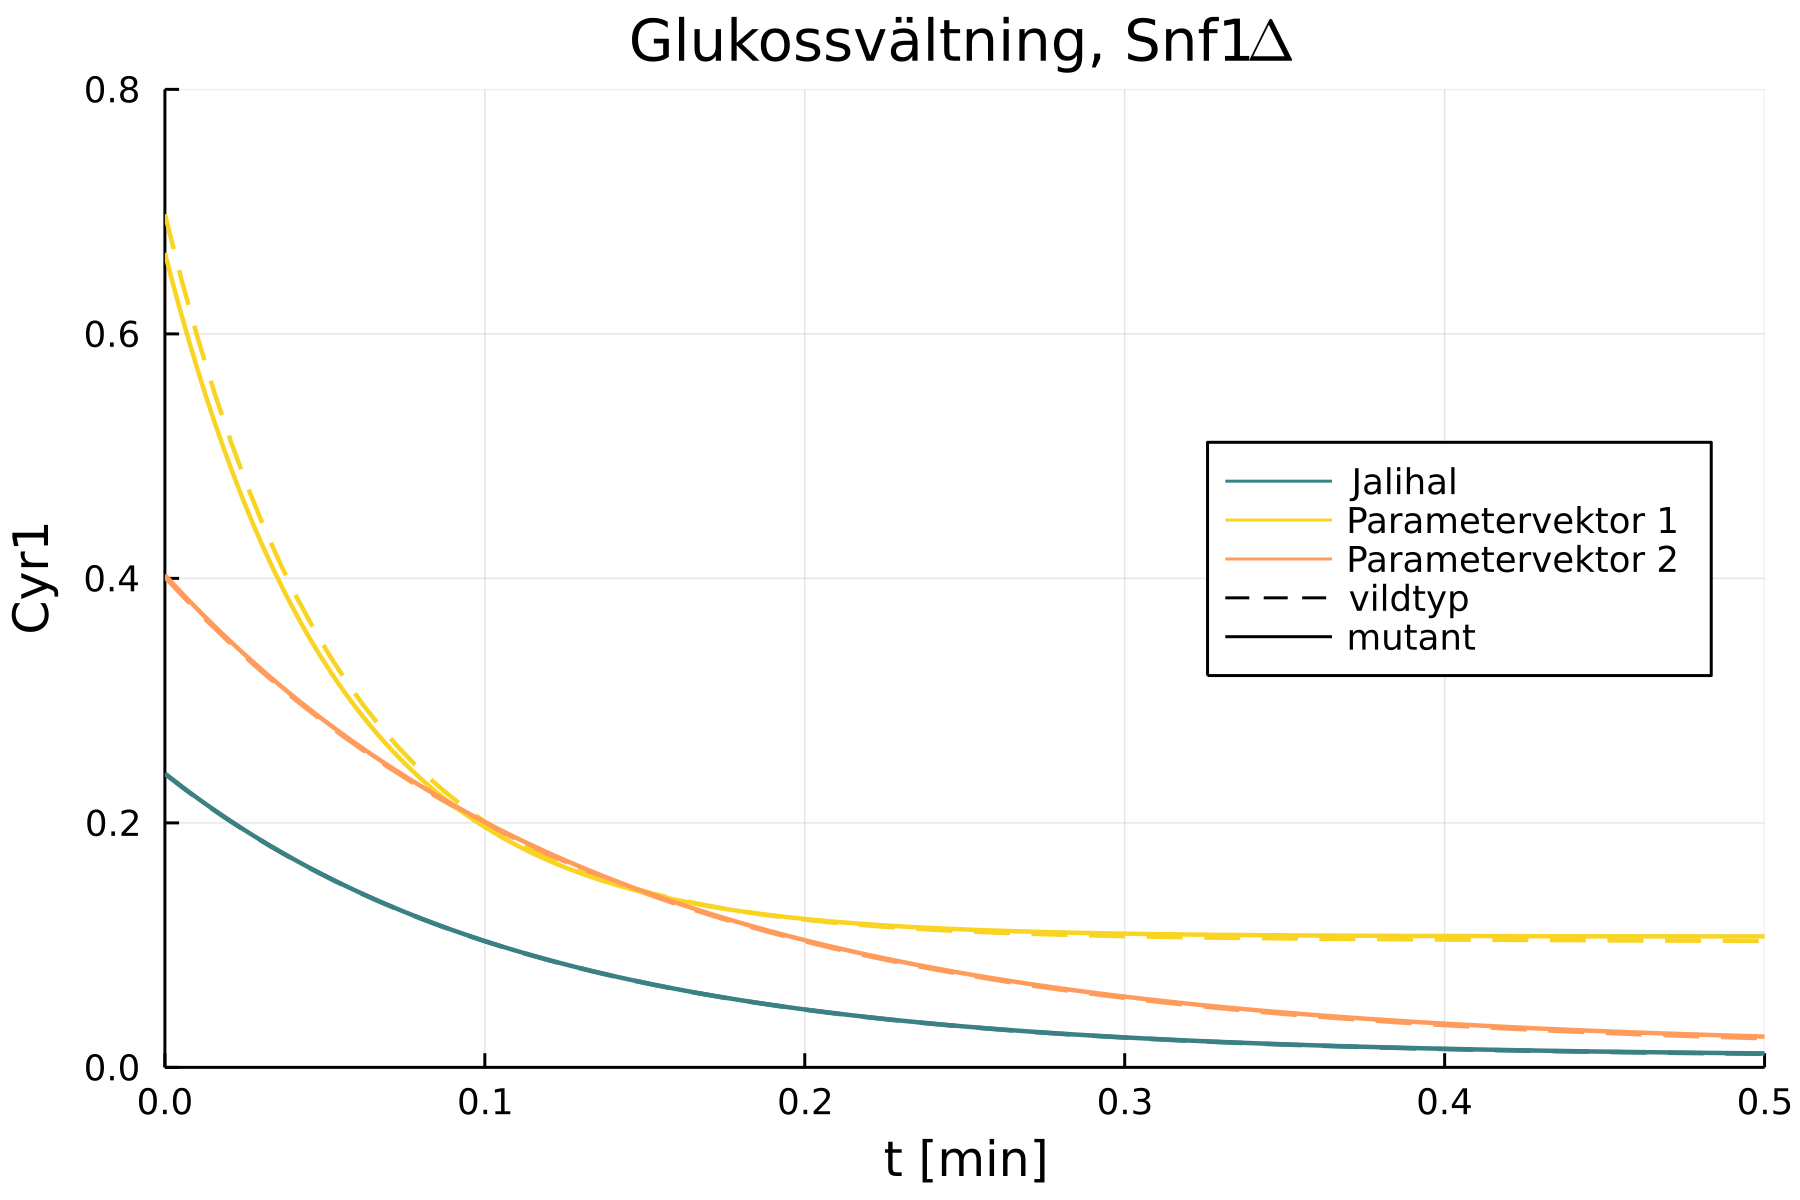 Glukossvältning, Snf1Δ
Cyr1
0.8
0.6
0.4
0.2
0.0
0.0 0.1 0.2 0.3 0.4 0.5
t [min]
Jalihal
Parametervektor 1
Parametervektor 2
vildtyp
mutant